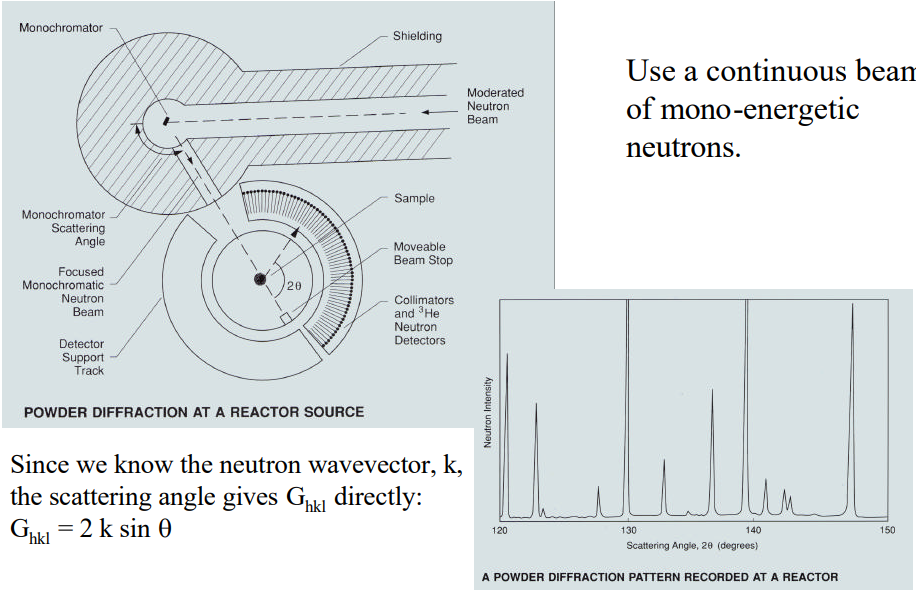 Monochromator
Shielding
Moderated
Neutron
Beam
Sample
Monochromator
Scattering
Angle
Moveable
Beam Stop
Focused
Monochromatic
Neutron
Beam
2θ
Collimators
and ³He
Neutron
Detectors
Detector
Support
Track
POWDER DIFFRACTION AT A REACTOR SOURCE
Use a continuous beam
of mono-energetic
neutrons.
Since we know the neutron wavevector, k,
the scattering angle gives Gₕₖₗ directly:
Gₕₖₗ = 2 k sin θ
Neutron Intensity
120 130 140 150
Scattering Angle, 2θ (degrees)
A POWDER DIFFRACTION PATTERN RECORDED AT A REACTOR